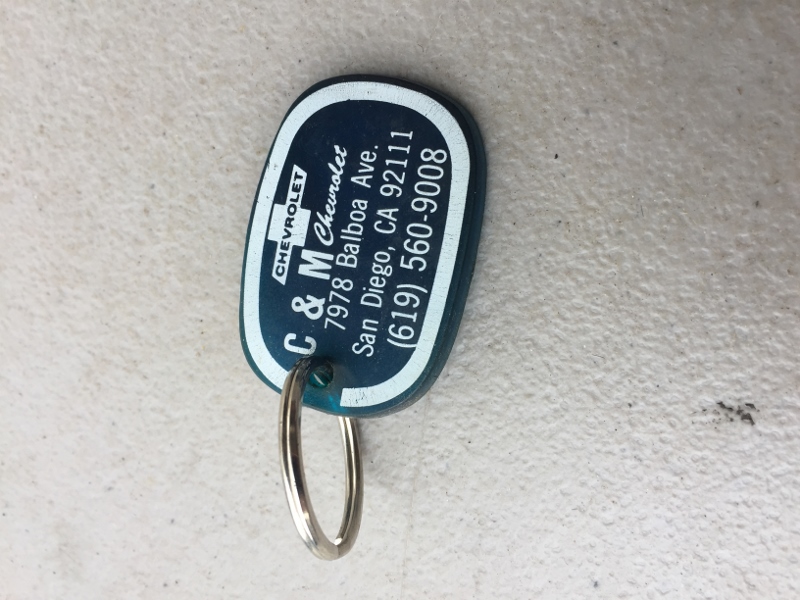 CHEVROLET
C & M Chevrolet
7978 Balboa Ave.
San Diego, CA 92111
(619) 560-9008